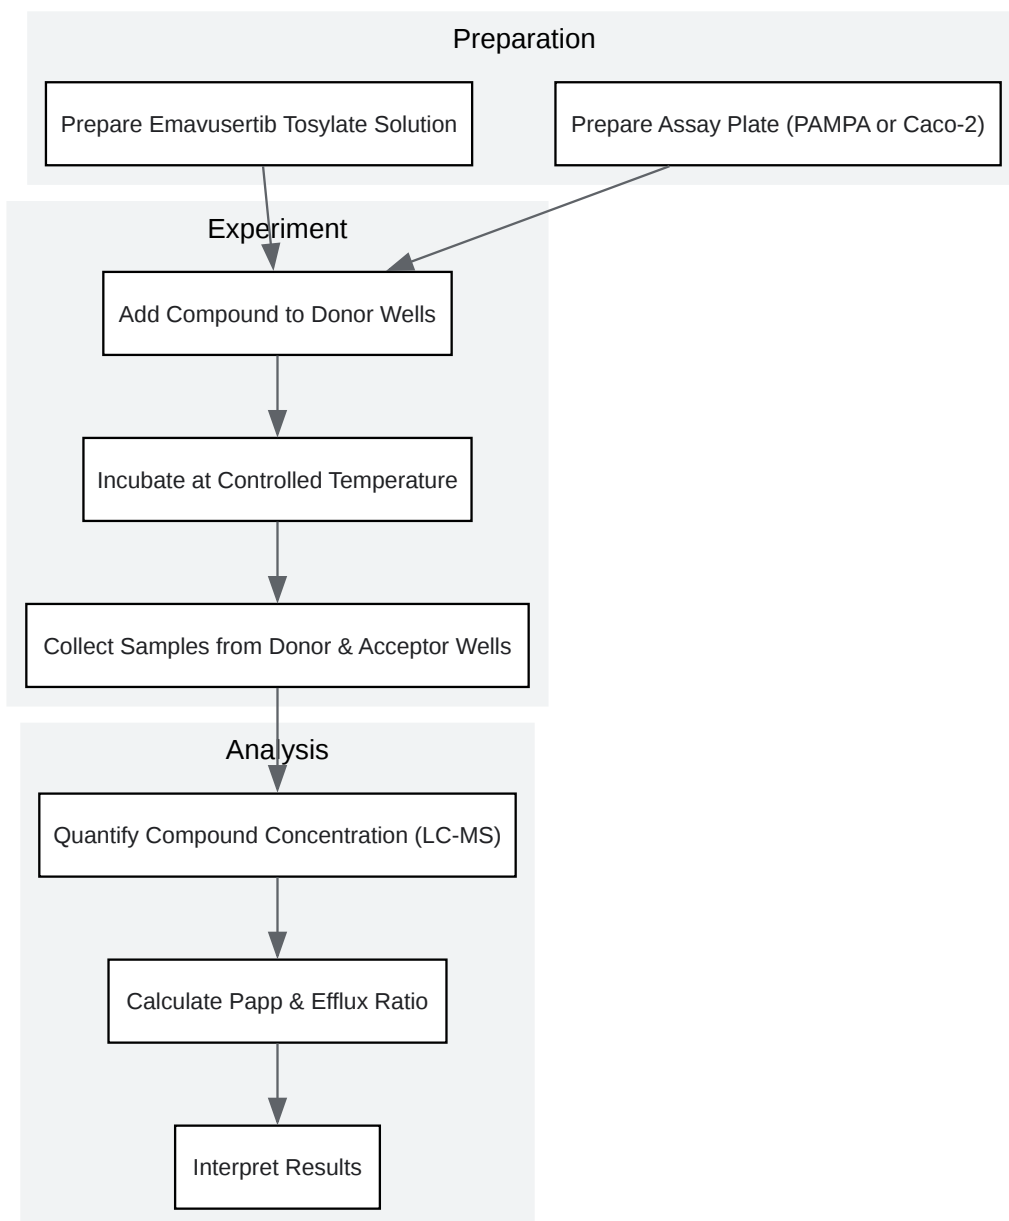 Preparation
Prepare Emavusertib Tosylate Solution
Prepare Assay Plate (PAMPA or Caco-2)
Experiment
Add Compound to Donor Wells
Incubate at Controlled Temperature
Collect Samples from Donor & Acceptor Wells
Analysis
Quantify Compound Concentration (LC-MS)
Calculate Papp & Efflux Ratio
Interpret Results